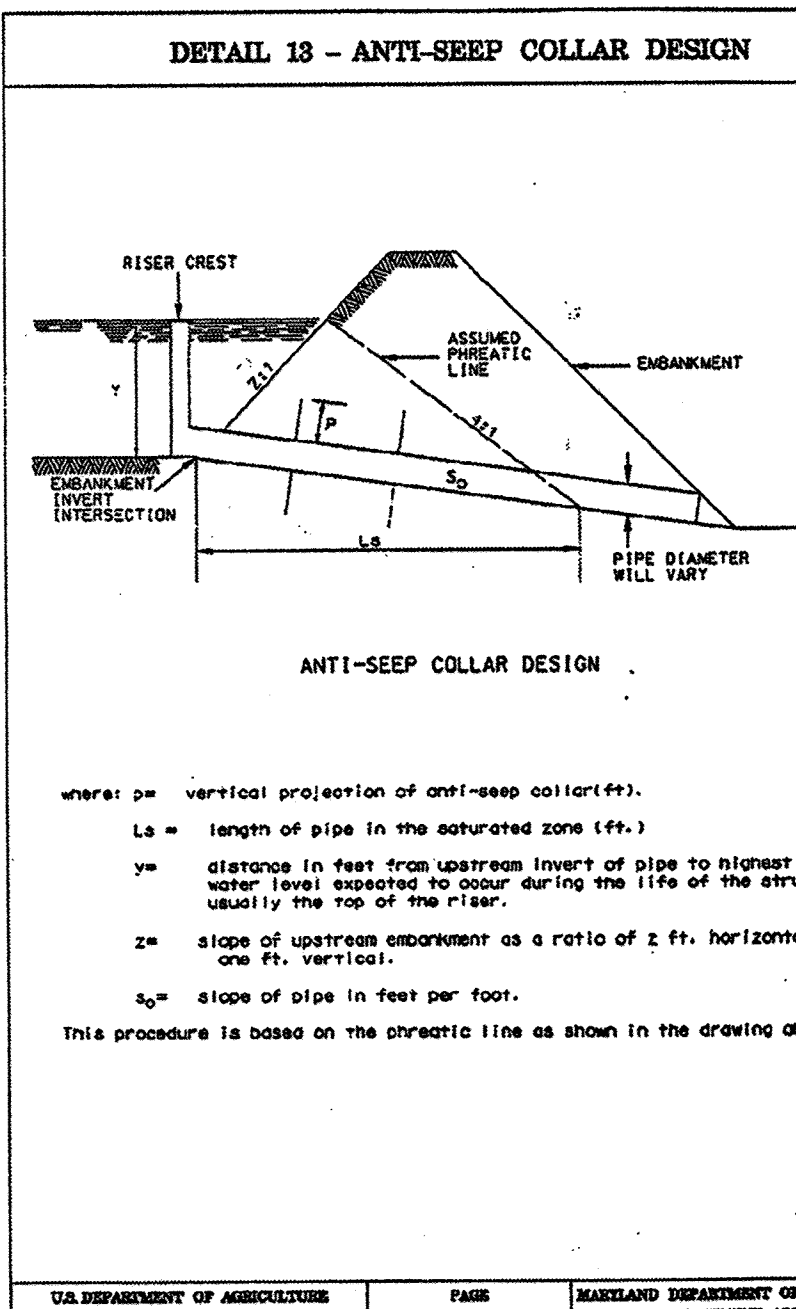 DETAIL 13 – ANTI-SEEP COLLAR DESIGN
RISER CREST
ASSUMED
PHREATIC
LINE
EMBANKMENT
Z:1
Y
P
4:1
So
EMBANKMENT
INVERT
INTERSECTION
Ls
PIPE DIAMETER
WILL VARY
ANTI-SEEP COLLAR DESIGN
where: p= vertical projection of anti-seep collar(ft).
Ls = length of pipe in the saturated zone (ft.)
y= distance in feet from upstream invert of pipe to highest
water level expected to occur during the life of the stru
usually the top of the riser.
z= slope of upstream embankment as a ratio of z ft. horizont
one ft. vertical.
so= slope of pipe in feet per foot.
This procedure is based on the phreatic line as shown in the drawing a
U.S. DEPARTMENT OF AGRICULTURE
PAGE
MARYLAND DEPARTMENT OF